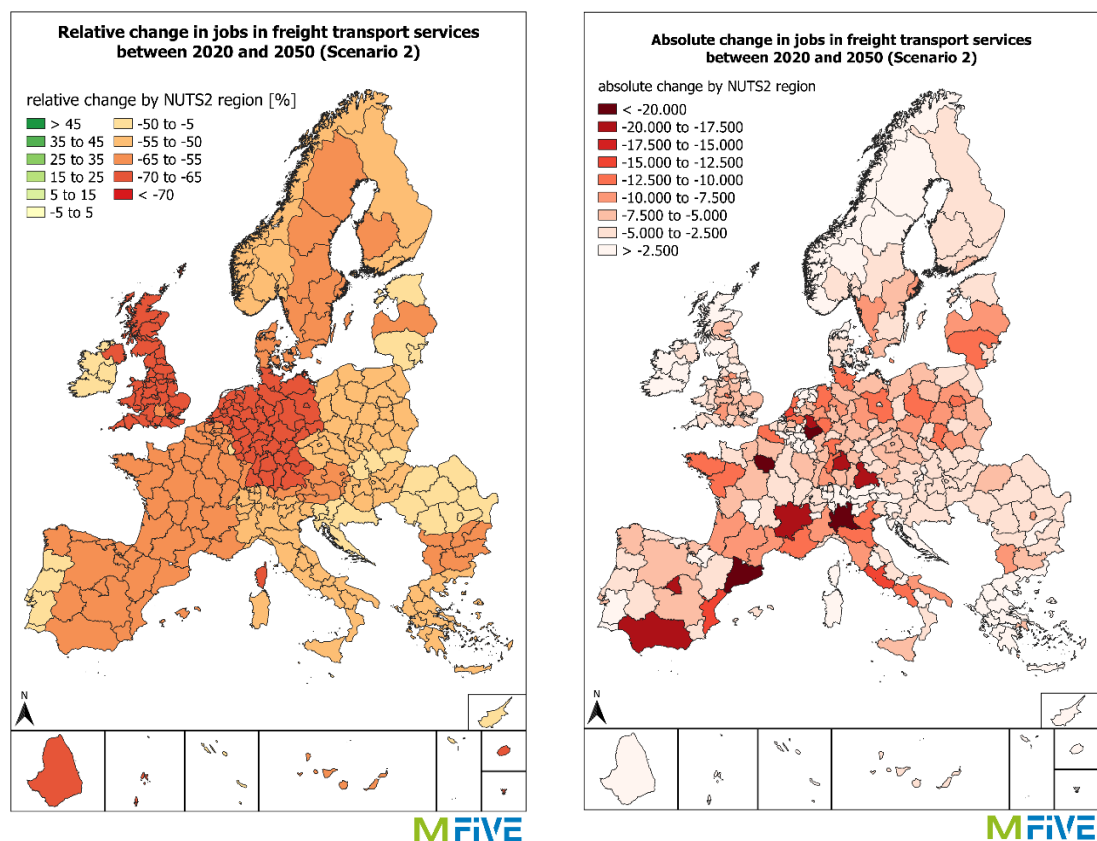 Relative change in jobs in freight transport services
between 2020 and 2050 (Scenario 2)
relative change by NUTS2 region [%]
> 45
35 to 45
25 to 35
15 to 25
5 to 15
-5 to 5
-50 to -5
-55 to -50
-65 to -55
-70 to -65
< -70
N
M FIVE
Absolute change in jobs in freight transport services
between 2020 and 2050 (Scenario 2)
absolute change by NUTS2 region
< -20.000
-20.000 to -17.500
-17.500 to -15.000
-15.000 to -12.500
-12.500 to -10.000
-10.000 to -7.500
-7.500 to -5.000
-5.000 to -2.500
> -2.500
N
M FIVE